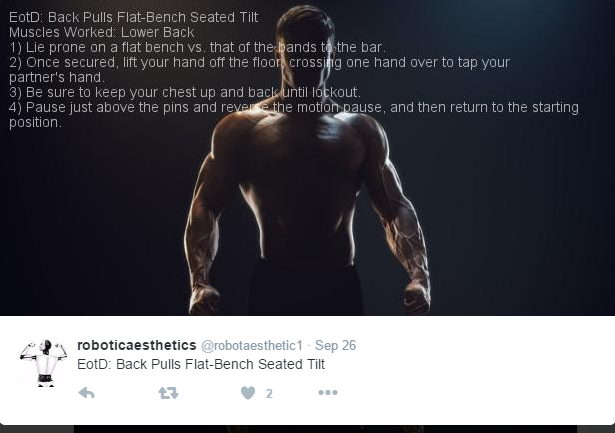 EotD: Back Pulls Flat-Bench Seated Tilt
Muscles Worked: Lower Back
1) Lie prone on a flat bench vs. that of the bands to the bar.
2) Once secured, lift your hand off the floor, crossing one hand over to tap your
partner's hand.
3) Be sure to keep your chest up and back until lockout.
4) Pause just above the pins and reverse the motion pause, and then return to the starting
position.
roboticaesthetics @robotaesthetic1 · Sep 26
EotD: Back Pulls Flat-Bench Seated Tilt
2